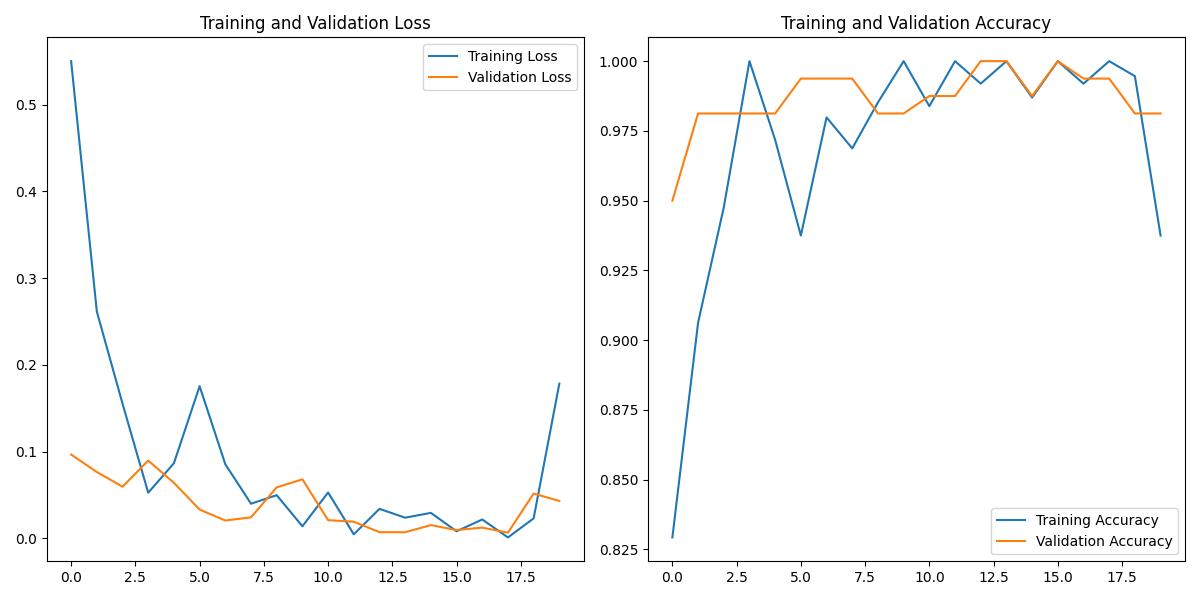 Training and Validation Loss
Training Loss
Validation Loss
0.5
0.4
0.3
0.2
0.1
0.0
0.0 2.5 5.0 7.5 10.0 12.5 15.0 17.5
Training and Validation Accuracy
1.000
0.975
0.950
0.925
0.900
0.875
0.850
0.825
Training Accuracy
Validation Accuracy
0.0 2.5 5.0 7.5 10.0 12.5 15.0 17.5